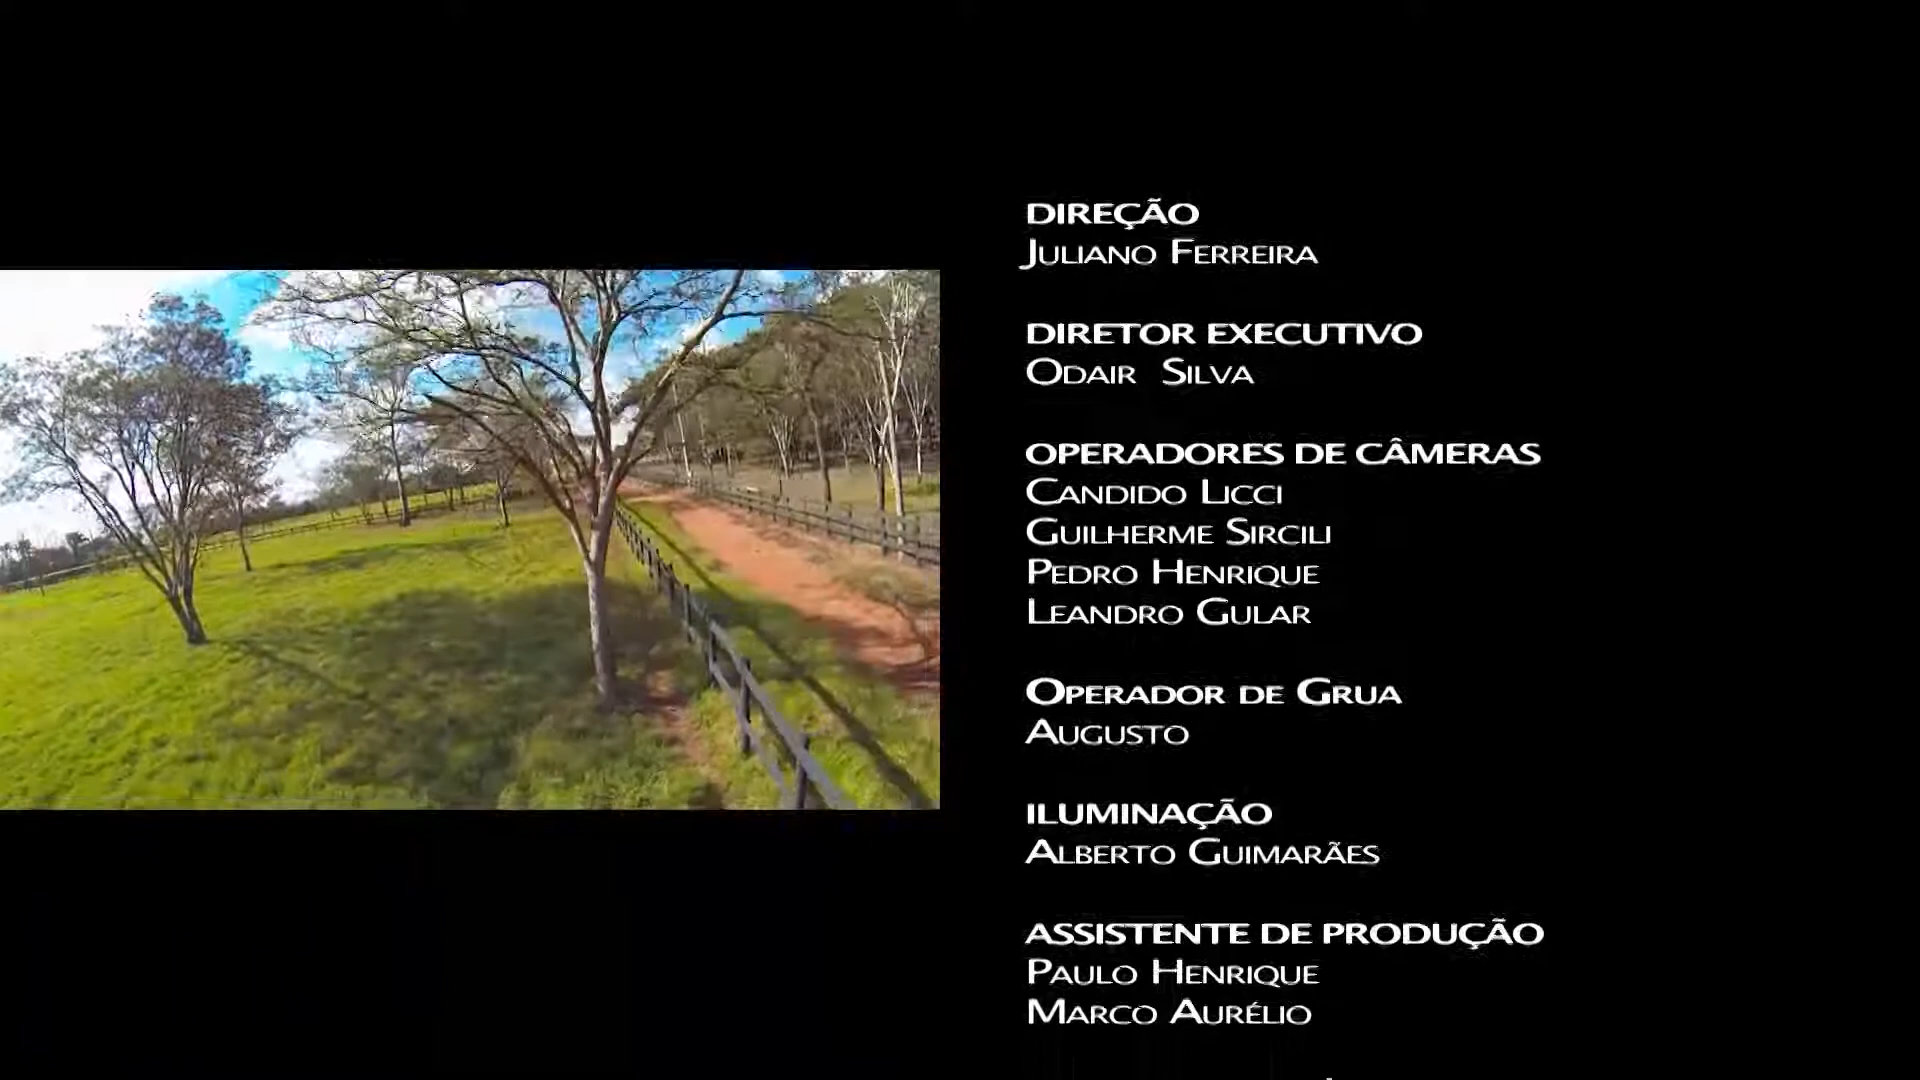 DIREÇÃO
JULIANO FERREIRA
DIRETOR EXECUTIVO
ODAIR SILVA
OPERADORES DE CÂMERAS
CANDIDO LICCI
GUILHERME SIRCILI
PEDRO HENRIQUE
LEANDRO GULAR
OPERADOR DE GRUA
AUGUSTO
ILUMINAÇÃO
ALBERTO GUIMARÃES
ASSISTENTE DE PRODUÇÃO
PAULO HENRIQUE
MARCO AURÉLIO